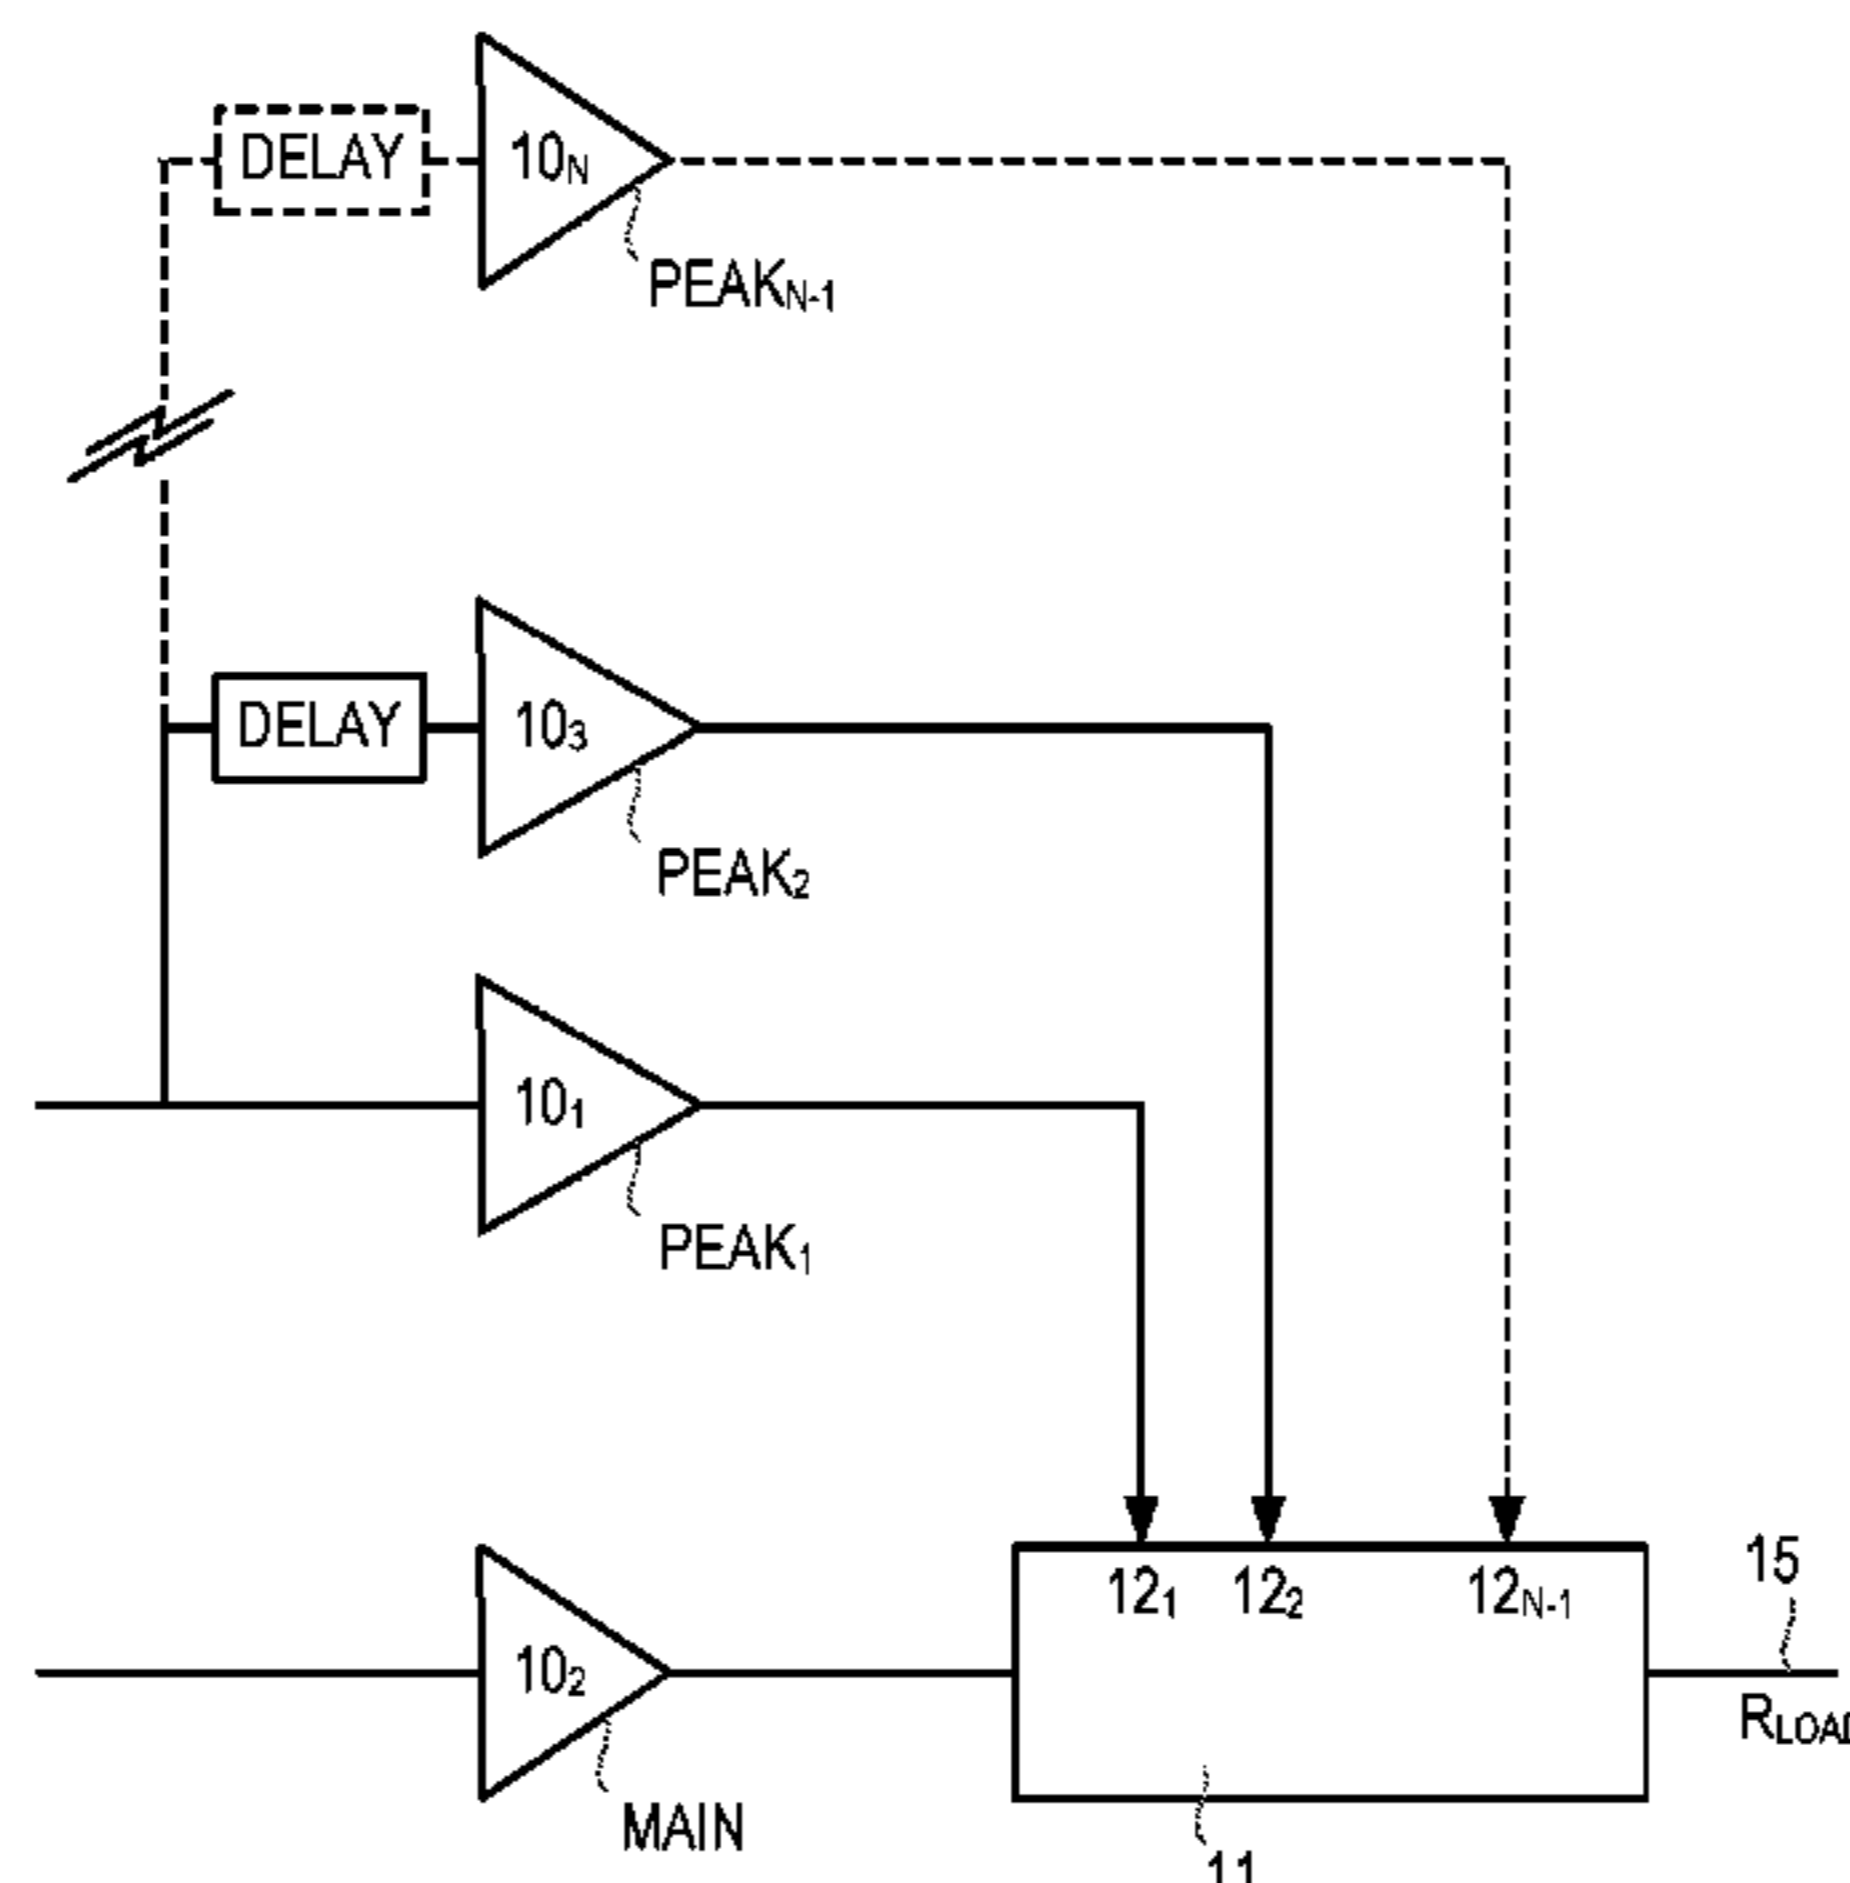 DELAY
10N
PEAKN-1
DELAY
103
PEAK2
101
PEAK1
121 122 12N-1
15
102
RLOAD
MAIN
11